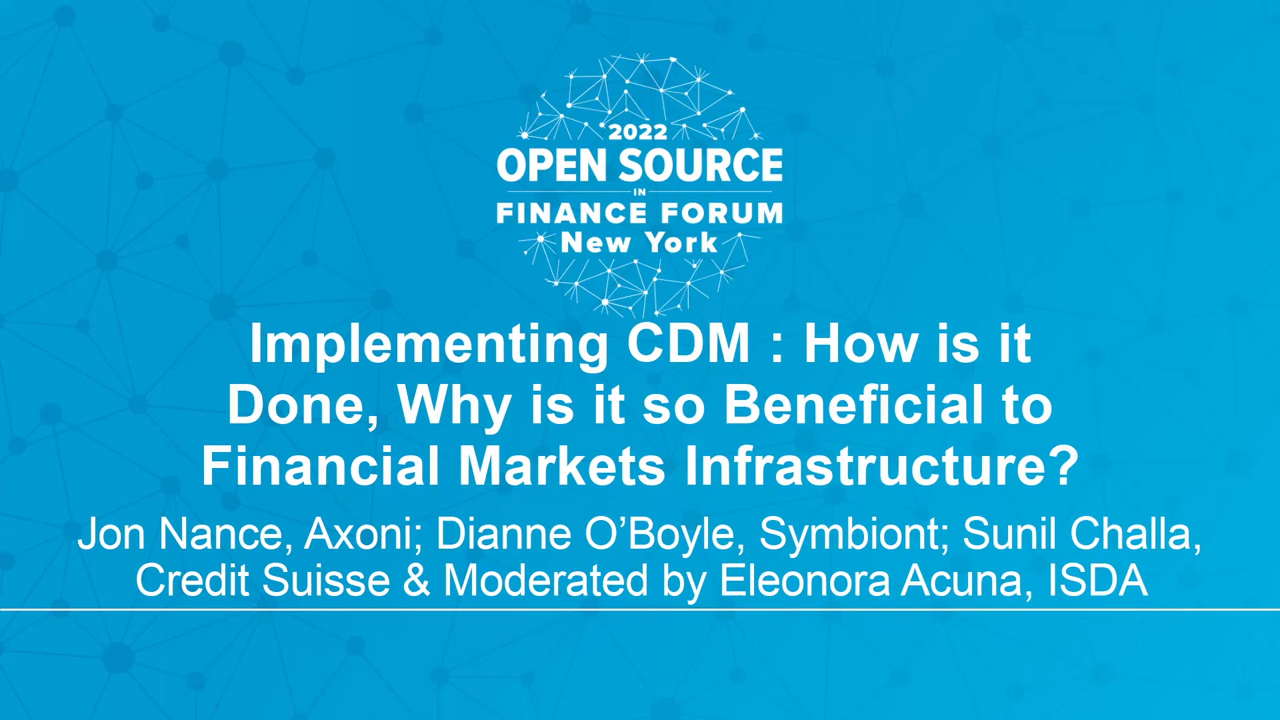 2022
OPEN SOURCE
IN
FINANCE FORUM
New York
Implementing CDM : How is it
Done, Why is it so Beneficial to
Financial Markets Infrastructure?
Jon Nance, Axoni; Dianne O’Boyle, Symbiont; Sunil Challa,
Credit Suisse & Moderated by Eleonora Acuna, ISDA